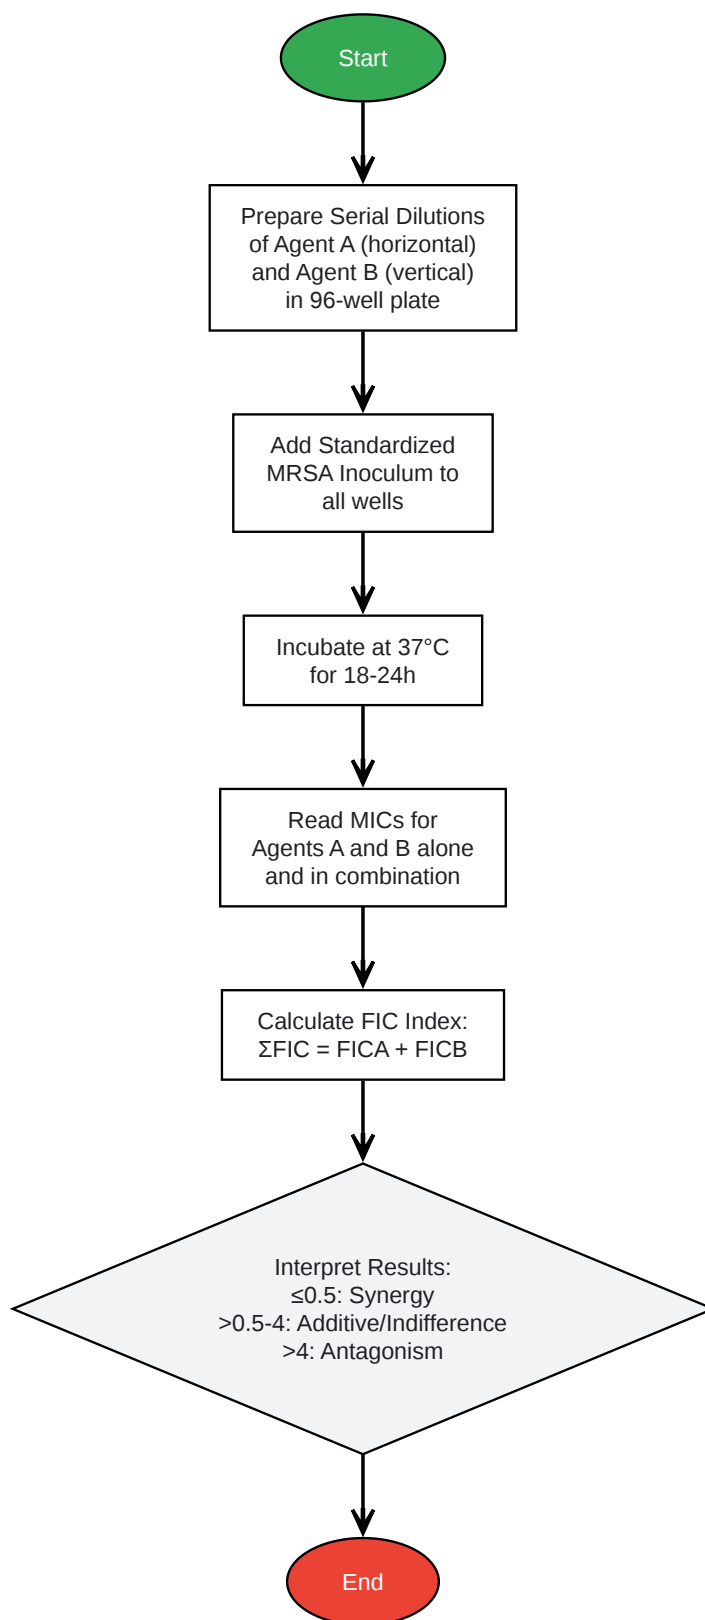 Start
Prepare Serial Dilutions
of Agent A (horizontal)
and Agent B (vertical)
in 96-well plate
Add Standardized
MRSA Inoculum to
all wells
Incubate at 37°C
for 18-24h
Read MICs for
Agents A and B alone
and in combination
Calculate FIC Index:
ΣFIC = FICA + FICB
Interpret Results:
≤0.5: Synergy
>0.5-4: Additive/Indifference
>4: Antagonism
End